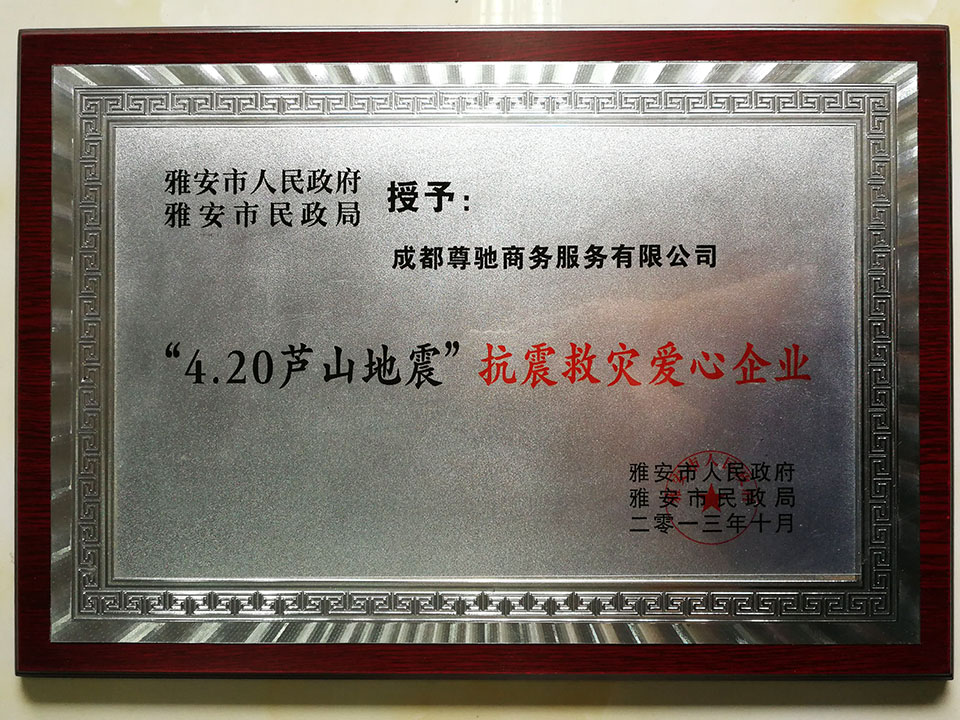 雅安市人民政府
雅安市民政局
授予：
成都尊驰商务服务有限公司
“4.20芦山地震”抗震救灾爱心企业
雅安市人民政府
雅安市民政局
二零一三年十月